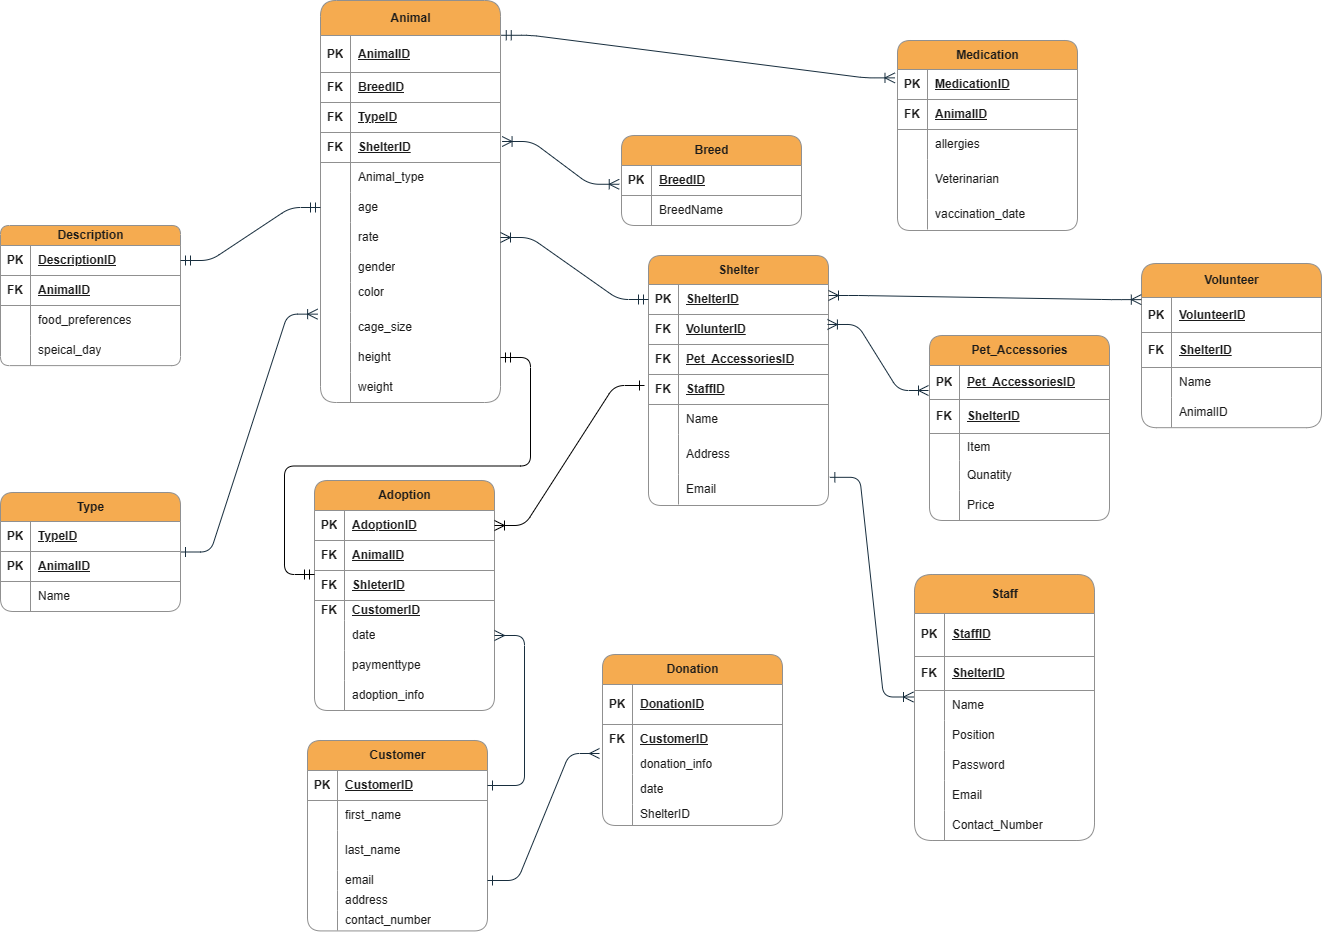 Animal
PK AnimalID
FK BreedID
FK TypeID
FK ShelterID
Animal_type
age
rate
gender
color
cage_size
height
weight
Medication
PK MedicationID
FK AnimalID
allergies
Veterinarian
vaccination_date
Breed
PK BreedID
BreedName
Description
PK DescriptionID
FK AnimalID
food_preferences
speical_day
Shelter
PK ShelterID
FK VolunterID
FK Pet_AccessoriesID
FK StaffID
Name
Address
Email
Volunteer
PK VolunteerID
FK ShelterID
Name
AnimalID
Pet_Accessories
PK Pet_AccessoriesID
FK ShelterID
Item
Qunatity
Price
Type
PK TypeID
PK AnimalID
Name
Adoption
PK AdoptionID
FK AnimalID
FK ShleterID
FK CustomerID
date
paymenttype
adoption_info
Staff
PK StaffID
FK ShelterID
Name
Position
Password
Email
Contact_Number
Donation
PK DonationID
FK CustomerID
donation_info
date
ShelterID
Customer
PK CustomerID
first_name
last_name
email
address
contact_number